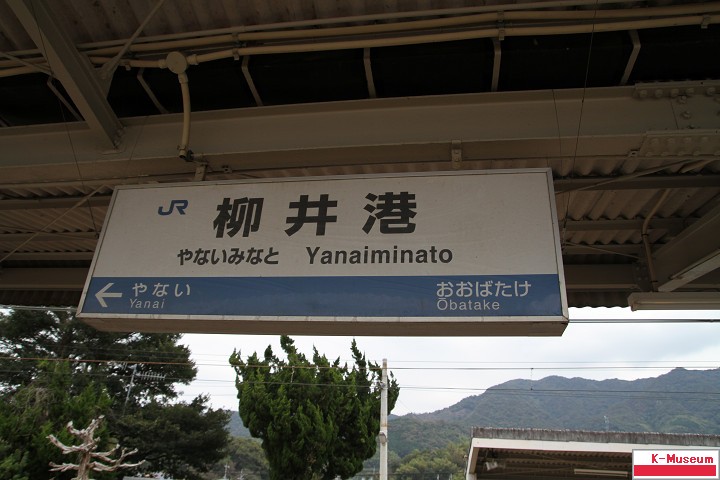 JR 柳井港
やないみなと Yanaiminato
← やない おおばたけ
Yanai Ōbatake
K-Museum